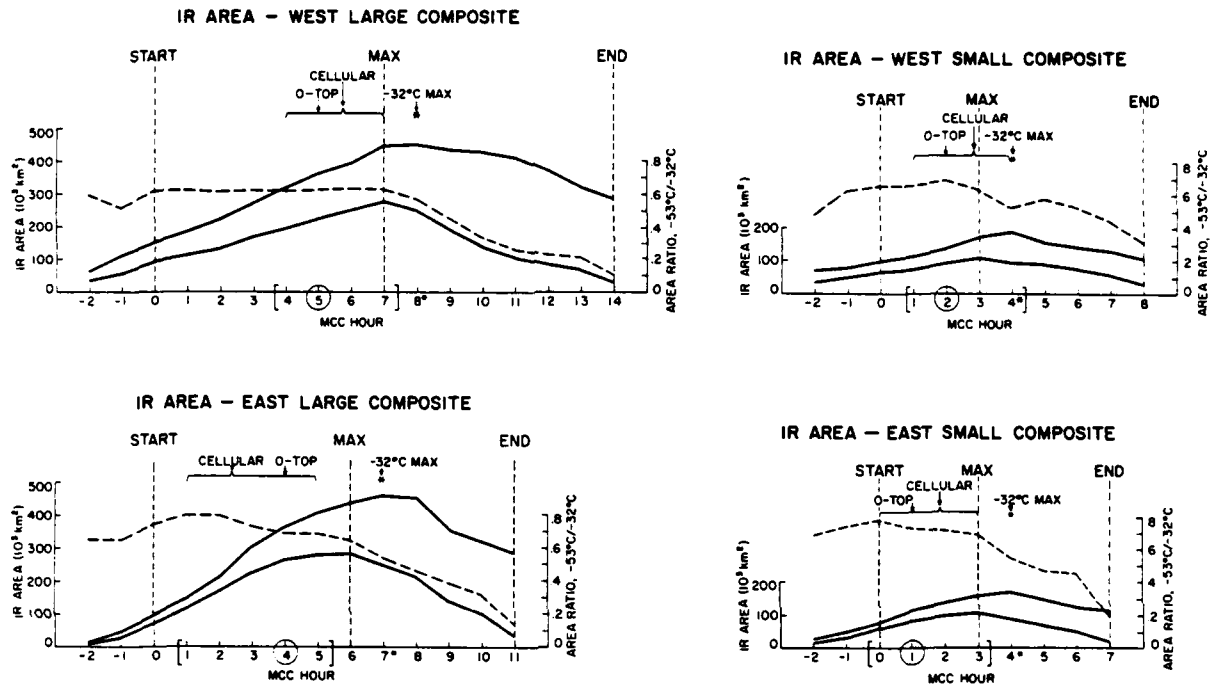 IR AREA – WEST LARGE COMPOSITE
START MAX END
CELLULAR
O-TOP -32°C MAX
*
500
400
300
200
100
0
IR AREA (10³ km²)
.8
.6
.4
.2
0
AREA RATIO, -53°C/-32°C
-2 -1 0 1 2 3 [4 5 6 7] 8* 9 10 11 12 13 14
MCC HOUR
IR AREA – WEST SMALL COMPOSITE
START MAX END
CELLULAR
O-TOP -32°C MAX
*
200
100
0
IR AREA (10³ km²)
.8
.6
.4
.2
0
AREA RATIO, -53°C/-32°C
-2 -1 0 [1 2 3 4*] 5 6 7 8
MCC HOUR
IR AREA – EAST LARGE COMPOSITE
START MAX END
CELLULAR O-TOP -32°C MAX
*
500
400
300
200
100
0
IR AREA (10³ km²)
.8
.6
.4
.2
0
AREA RATIO, -53°C/-32°C
-2 -1 0 [1 2 3 4 5] 6 7* 8 9 10 11
MCC HOUR
IR AREA – EAST SMALL COMPOSITE
START MAX END
CELLULAR
O-TOP -32°C MAX
*
200
100
0
IR AREA (10³ km²)
.8
.6
.4
.2
0
AREA RATIO, -53°C/-32°C
-2 -1 [0 1 2 3] 4* 5 6 7
MCC HOUR